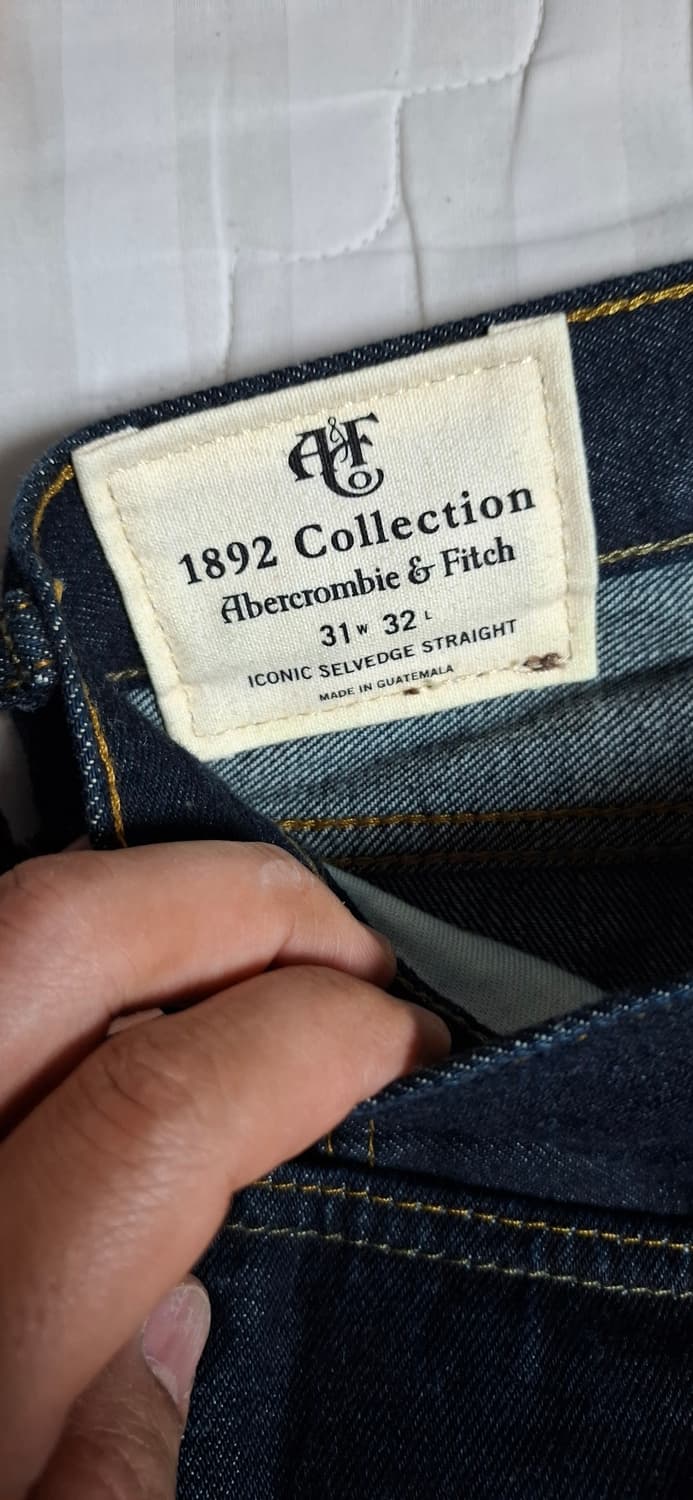 A&F Co
1892 Collection
Abercrombie & Fitch
31 W 32 L
ICONIC SELVEDGE STRAIGHT
MADE IN GUATEMALA